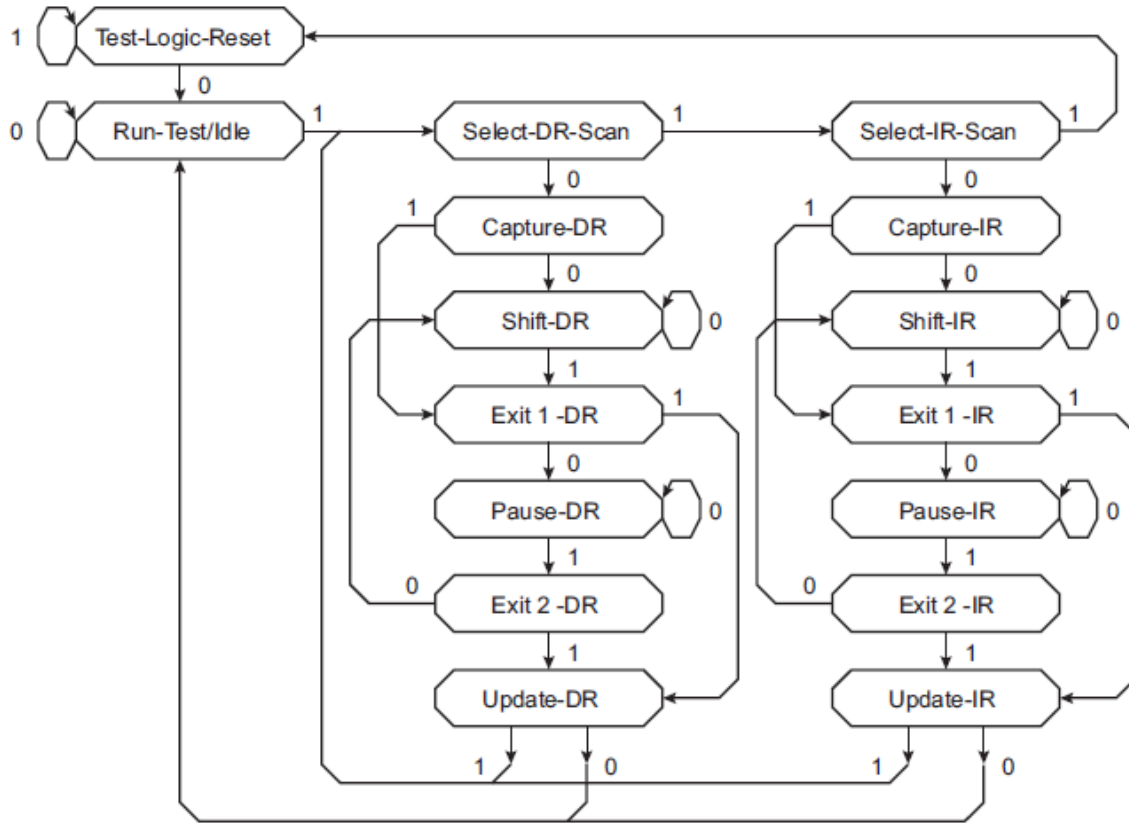 1
Test-Logic-Reset
0
0
Run-Test/Idle
1
Select-DR-Scan
1
Select-IR-Scan
1
0
0
1
Capture-DR
1
Capture-IR
0
0
Shift-DR
0
Shift-IR
0
1
1
Exit 1 -DR
1
Exit 1 -IR
1
0
0
Pause-DR
0
Pause-IR
0
1
1
0
Exit 2 -DR
0
Exit 2 -IR
1
1
Update-DR
Update-IR
1
0
1
0